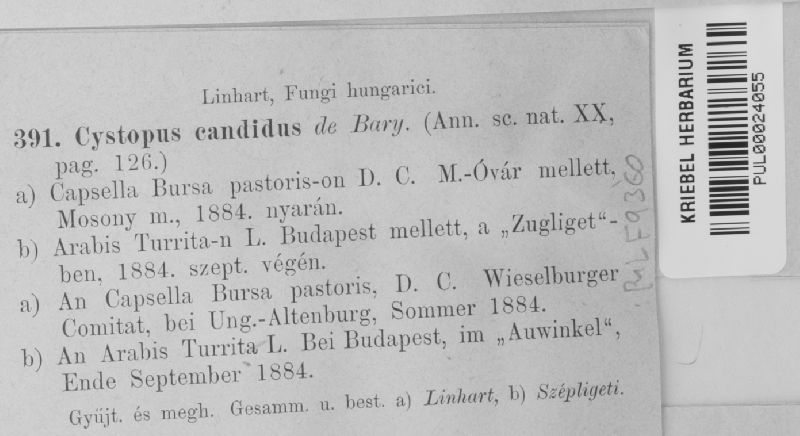 Linhart, Fungi hungarici.
391. Cystopus candidus de Bary. (Ann. sc. nat. XX,
pag. 126.)
a) Capsella Bursa pastoris-on D. C. M.-Óvár mellett,
Mosony m., 1884. nyarán.
b) Arabis Turrita-n L. Budapest mellett, a „Zugliget“-
ben, 1884. szept. végén.
a) An Capsella Bursa pastoris, D. C. Wieselburger
Comitat, bei Ung.-Altenburg, Sommer 1884.
b) An Arabis Turrita L. Bei Budapest, im „Auwinkel“,
Ende September 1884.
Gyüjt. és megh. Gesamm. u. best. a) Linhart, b) Szépligeti.
KRIEBEL HERBARIUM
PUL00024055
F9360